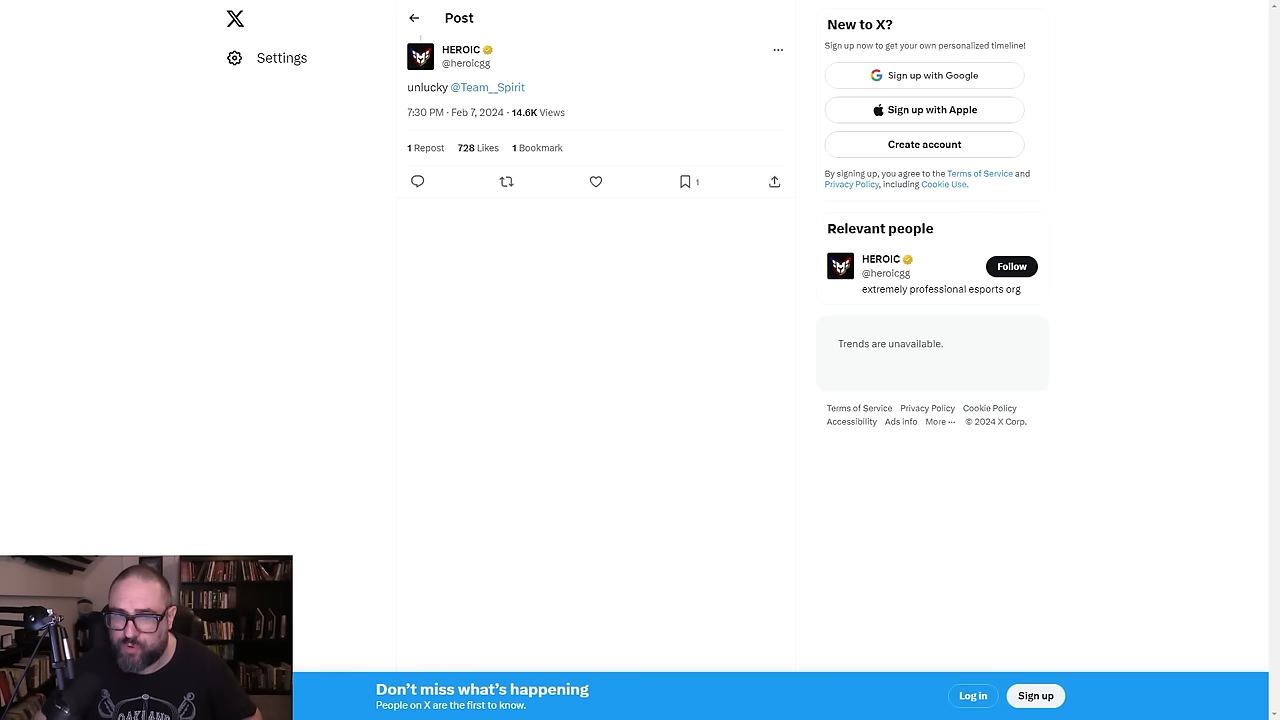 Settings
Post
HEROIC
@heroicgg
unlucky @Team__Spirit
7:30 PM · Feb 7, 2024 · 14.6K Views
1 Repost 728 Likes 1 Bookmark
1
New to X?
Sign up now to get your own personalized timeline!
Sign up with Google
Sign up with Apple
Create account
By signing up, you agree to the Terms of Service and
Privacy Policy, including Cookie Use.
Relevant people
HEROIC
@heroicgg
Follow
extremely professional esports org
Trends are unavailable.
Terms of Service Privacy Policy Cookie Policy
Accessibility Ads info More ··· © 2024 X Corp.
OAKLAND
Don’t miss what’s happening
People on X are the first to know.
Log in
Sign up